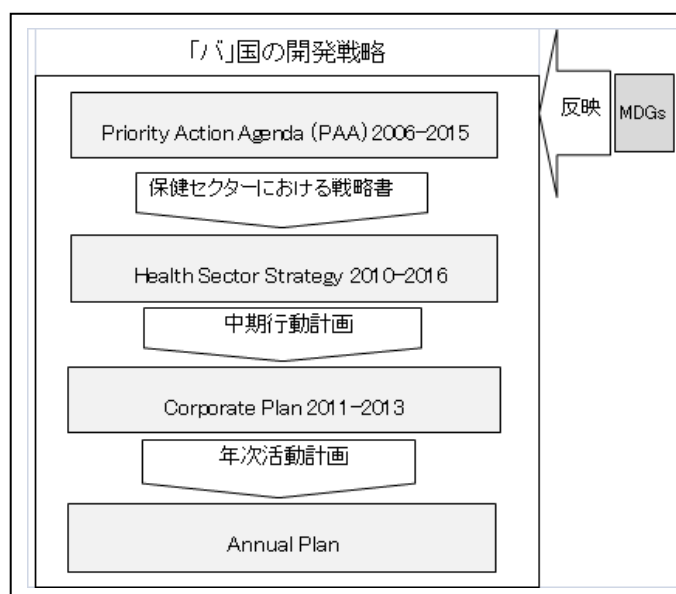 「バ」国の開発戦略
Priority Action Agenda (PAA) 2006-2015
反映
MDGs
保健セクターにおける戦略書
Health Sector Strategy 2010-2016
中期行動計画
Corporate Plan 2011-2013
年次活動計画
Annual Plan